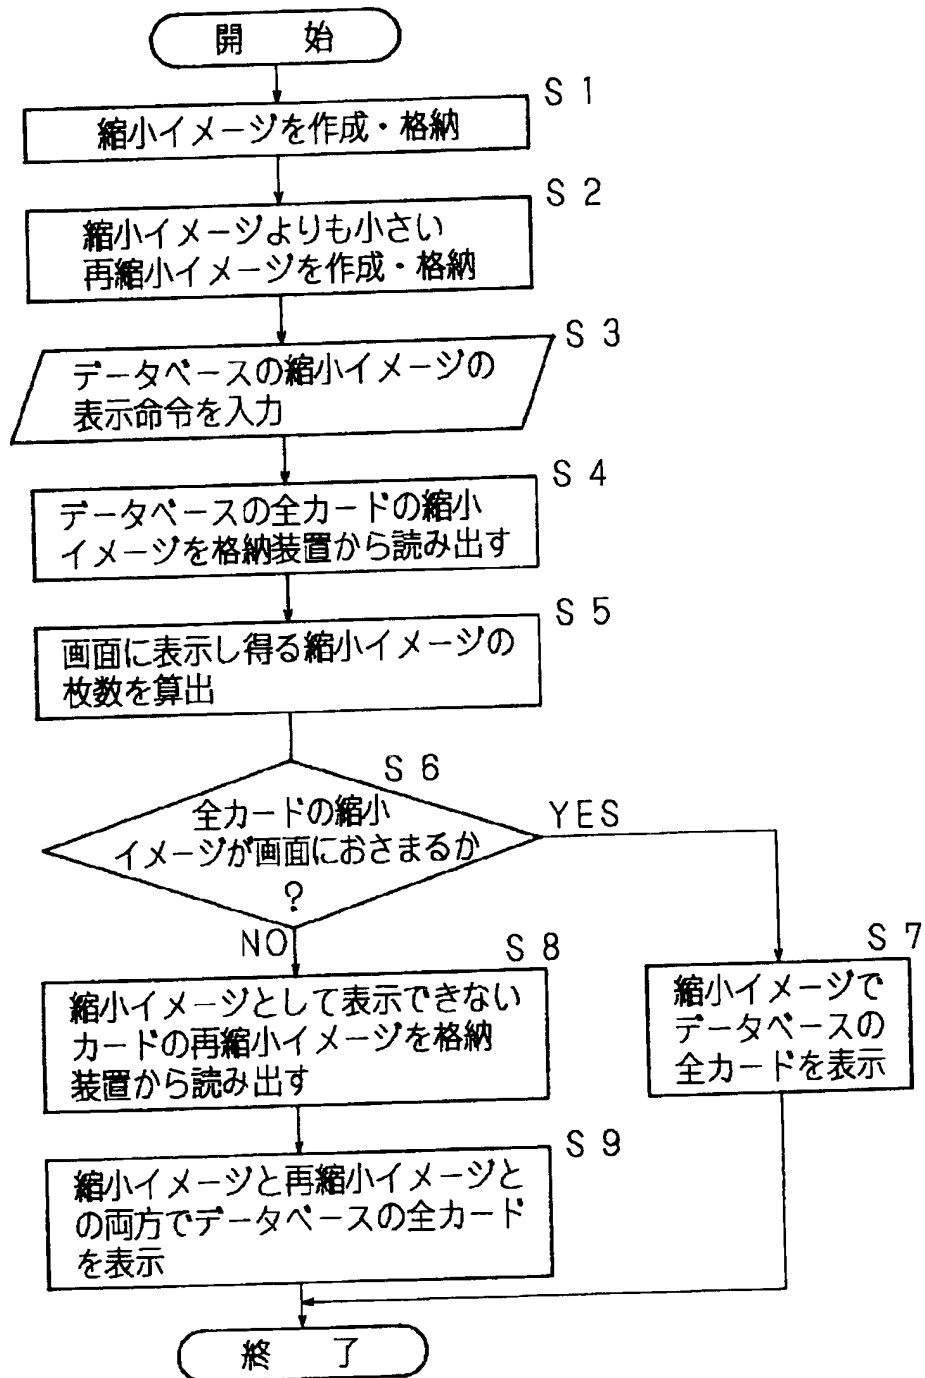 開 始
S 1
縮小イメージを作成・格納
S 2
縮小イメージよりも小さい
再縮小イメージを作成・格納
S 3
データベースの縮小イメージの
表示命令を入力
S 4
データベースの全カードの縮小
イメージを格納装置から読み出す
S 5
画面に表示し得る縮小イメージの
枚数を算出
S 6
全カードの縮小
イメージが画面におさまるか
?
YES
NO
S 7
縮小イメージで
データベースの
全カードを表示
S 8
縮小イメージとして表示できない
カードの再縮小イメージを格納
装置から読み出す
S 9
縮小イメージと再縮小イメージと
の両方でデータベースの全カード
を表示
終 了